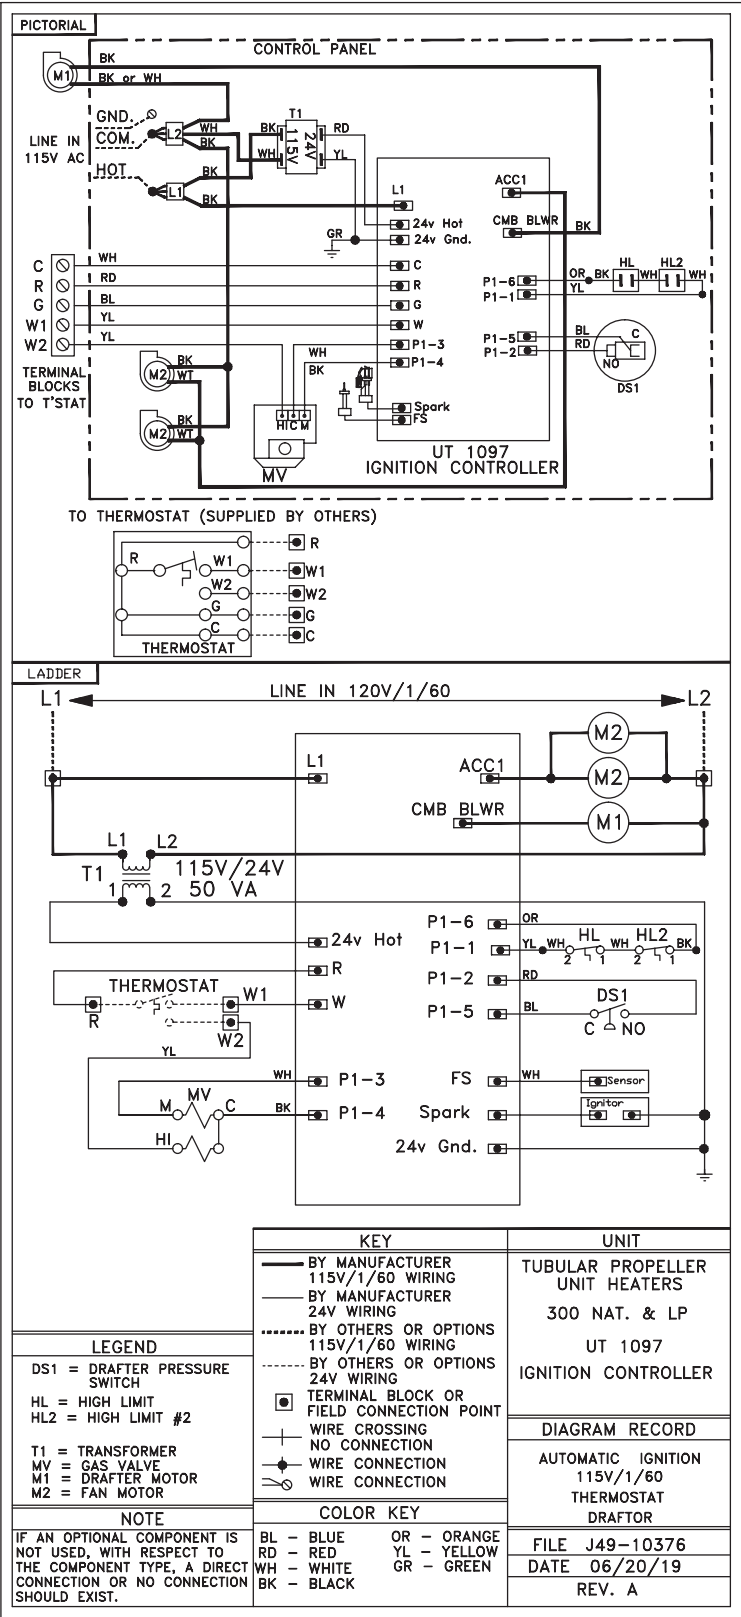 PICTORIAL
CONTROL PANEL
BK
M1
BK or WH
GND.
COM.
LINE IN
115V AC
HOT
L2
WH
BK
L1
BK
BK
T1
BK
WH
115V
24V
RD
YL
GR
L1
24v Hot
24v Gnd.
C
R
G
W
P1-3
P1-4
Spark
FS
ACC1
CMB BLWR
BK
P1-6
P1-1
P1-5
P1-2
OR
BK
HL
WH
HL2
WH
YL
BL
RD
C
NO
DS1
C
WH
R
RD
G
BL
W1
YL
W2
YL
TERMINAL
BLOCKS
TO T'STAT
M2
BK
WT
M2
BK
WT
WH
BK
HI C M
MV
UT 1097
IGNITION CONTROLLER
TO THERMOSTAT (SUPPLIED BY OTHERS)
R
R
W1
W1
W2
W2
G
G
C
C
THERMOSTAT
LADDER
L1
LINE IN 120V/1/60
L2
M2
L1
ACC1
M2
CMB BLWR
M1
L1
L2
T1
115V/24V
1
2
50 VA
24v Hot
R
W
P1-3
P1-4
P1-6
OR
P1-1
YL
WH
HL
WH
HL2
BK
2
1
2
1
P1-2
RD
P1-5
BL
DS1
C
NO
THERMOSTAT
W1
R
W2
YL
WH
MV
M
C
BK
HI
FS
WH
Sensor
Spark
Ignitor
24v Gnd.
KEY
BY MANUFACTURER
115V/1/60 WIRING
BY MANUFACTURER
24V WIRING
BY OTHERS OR OPTIONS
115V/1/60 WIRING
BY OTHERS OR OPTIONS
24V WIRING
TERMINAL BLOCK OR
FIELD CONNECTION POINT
WIRE CROSSING
NO CONNECTION
WIRE CONNECTION
WIRE CONNECTION
UNIT
TUBULAR PROPELLER
UNIT HEATERS
300 NAT. & LP
UT 1097
IGNITION CONTROLLER
LEGEND
DS1 = DRAFTER PRESSURE
SWITCH
HL = HIGH LIMIT
HL2 = HIGH LIMIT #2
T1 = TRANSFORMER
MV = GAS VALVE
M1 = DRAFTER MOTOR
M2 = FAN MOTOR
DIAGRAM RECORD
AUTOMATIC IGNITION
115V/1/60
THERMOSTAT
DRAFTOR
NOTE
IF AN OPTIONAL COMPONENT IS
NOT USED, WITH RESPECT TO
THE COMPONENT TYPE, A DIRECT
CONNECTION OR NO CONNECTION
SHOULD EXIST.
COLOR KEY
BL - BLUE
RD - RED
WH - WHITE
BK - BLACK
OR - ORANGE
YL - YELLOW
GR - GREEN
FILE J49-10376
DATE 06/20/19
REV. A